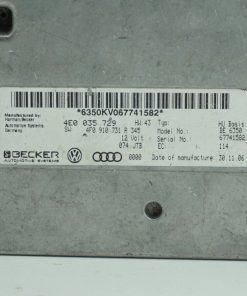 *6350KV067741582*
Manufactured by:
Harman/Becker
Automotive Systems
Germany
4E0 035 729 HW: 43 Typ: HU Basis
SW: 4F0 910 731 R 345 Model No.: BE 6350
12 Volt- Serial No.: 67741582
074 JTB EC: 114
BECKER
AUTOMOTIVE SYSTEMS
0000 Date of manufacture 30.11.06